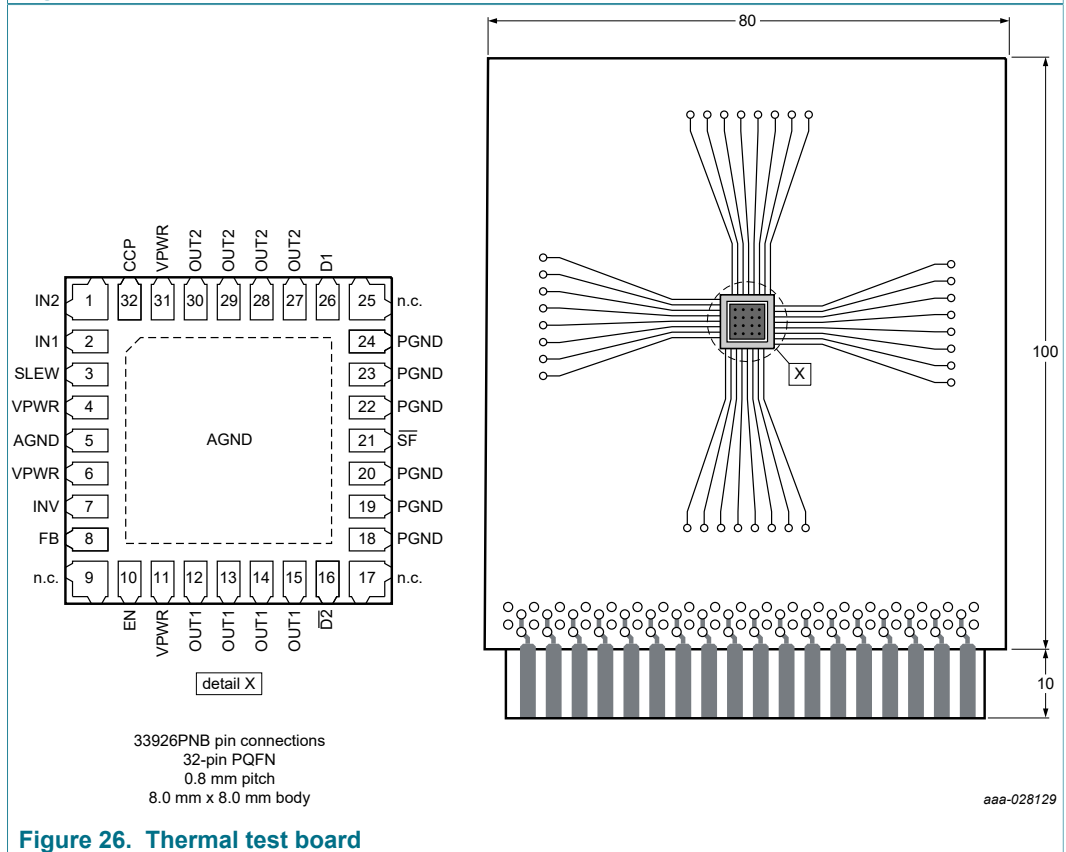 80
100
10
X
CCP
VPWR
OUT2
OUT2
OUT2
OUT2
D1
IN2
1
32
31
30
29
28
27
26
25
n.c.
IN1
2
24
PGND
SLEW
3
23
PGND
VPWR
4
22
PGND
AGND
5
AGND
21
S̅F̅
VPWR
6
20
PGND
INV
7
19
PGND
FB
8
18
PGND
n.c.
9
10
11
12
13
14
15
16
17
n.c.
EN
VPWR
OUT1
OUT1
OUT1
OUT1
D̅2̅
detail X
33926PNB pin connections
32-pin PQFN
0.8 mm pitch
8.0 mm x 8.0 mm body
aaa-028129
Figure 26. Thermal test board